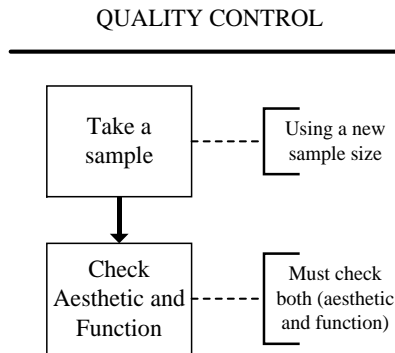 QUALITY CONTROL
Take a
sample
Using a new
sample size
Check
Aesthetic and
Function
Must check
both (aesthetic
and function)